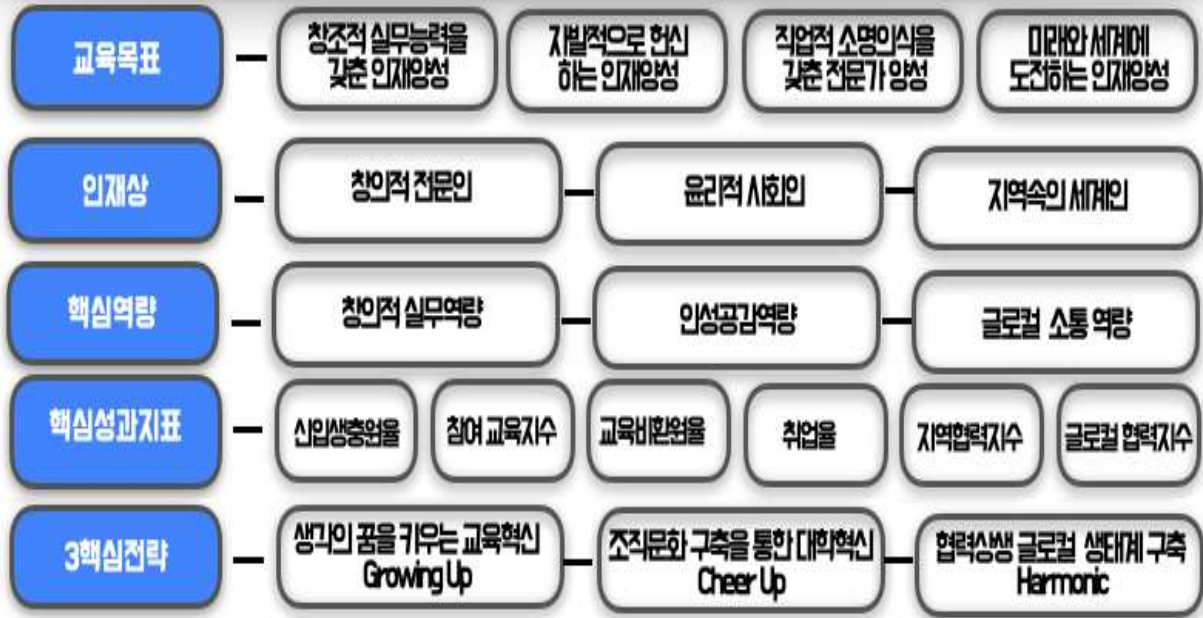 교육목표
창조적 실무능력을
갖춘 인재양성
자발적으로 헌신
하는 인재양성
직업적 소명의식을
갖춘 전문가 양성
미래와 세계에
도전하는 인재양성
인재상
창의적 전문인
윤리적 사회인
지역속의 세계인
핵심역량
창의적 실무역량
인성공감역량
글로컬 소통 역량
핵심성과지표
신입생충원율
참여 교육지수
교육비환원율
취업율
지역협력지수
글로컬 협력지수
3핵심전략
생각의 꿈을 키우는 교육혁신
Growing Up
조직문화 구축을 통한 대학혁신
Cheer Up
협력상생 글로컬 생태계 구축
Harmonic